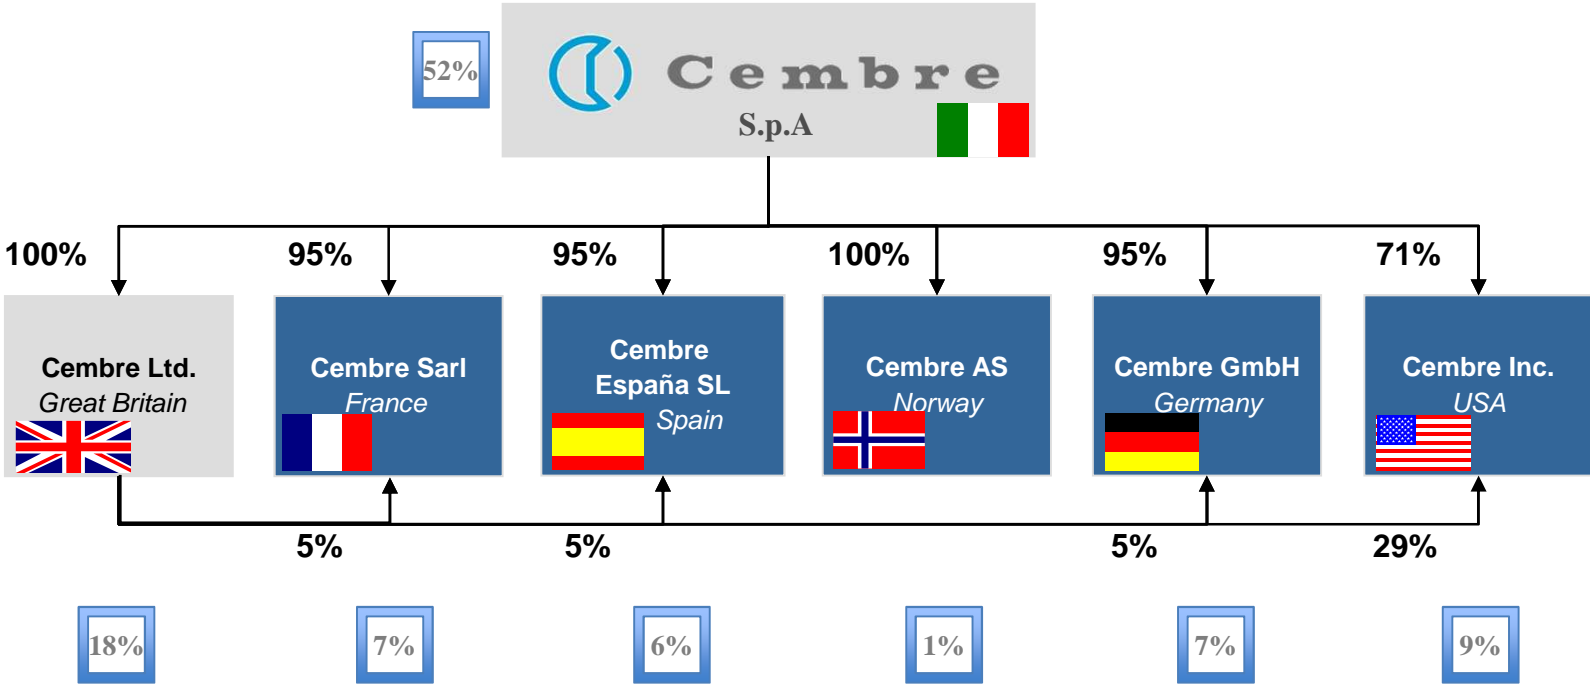 52%
Cembre
S.p.A
100%
95%
95%
100%
95%
71%
Cembre Ltd.
Great Britain
Cembre Sarl
France
Cembre
España SL
Spain
Cembre AS
Norway
Cembre GmbH
Germany
Cembre Inc.
USA
5%
5%
5%
29%
18%
7%
6%
1%
7%
9%